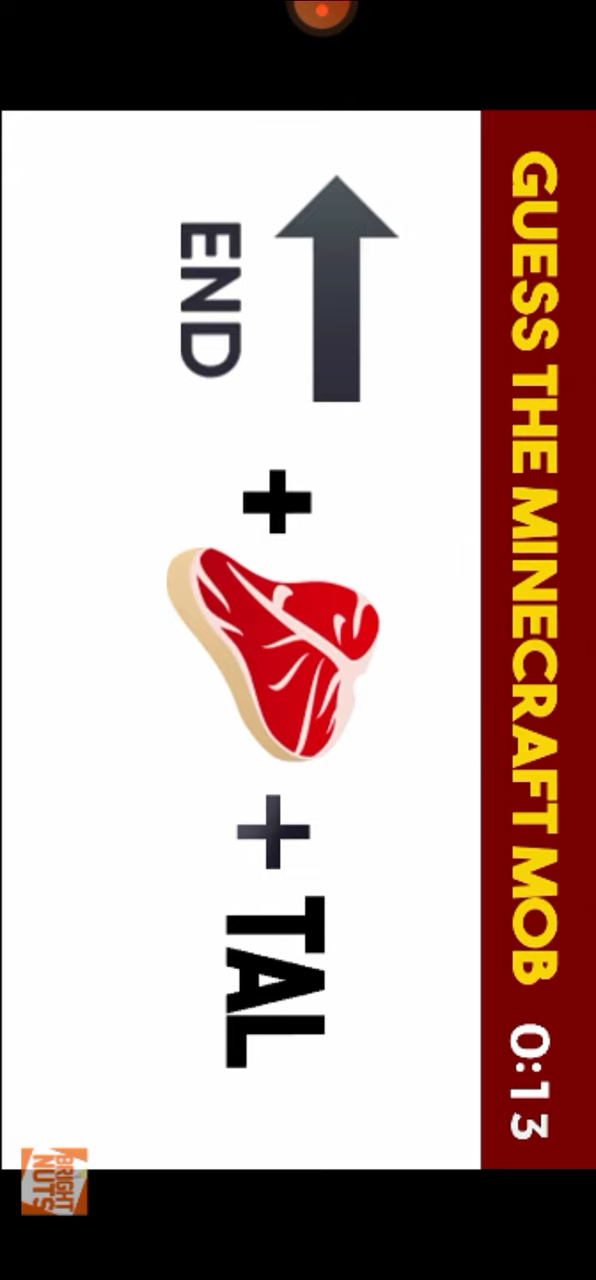 GUESS THE MINECRAFT MOB 0:13
END
+
+ TAL
BRIGHT
NUTS